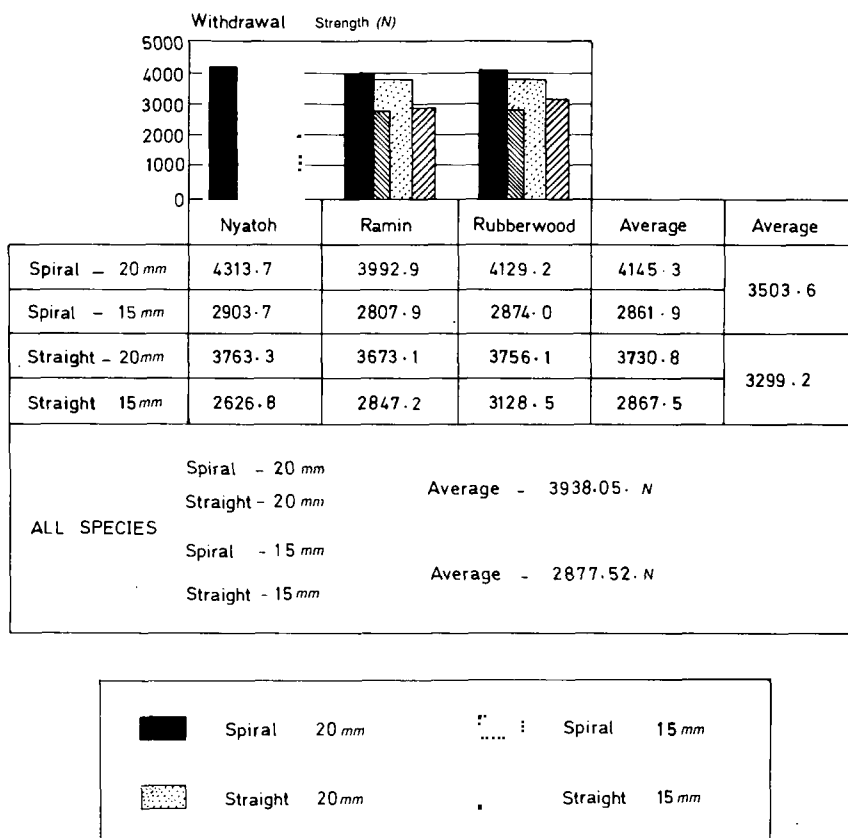 Withdrawal Strength (N)
5000
4000
3000
2000
1000
0
Nyatoh Ramin Rubberwood Average Average
Spiral - 20 mm 4313.7 3992.9 4129.2 4145.3 3503.6
Spiral - 15 mm 2903.7 2807.9 2874.0 2861.9
Straight - 20mm 3763.3 3673.1 3756.1 3730.8 3299.2
Straight 15mm 2626.8 2847.2 3128.5 2867.5
ALL SPECIES
Spiral - 20 mm
Straight - 20 mm
Average - 3938.05. N
Spiral - 15 mm
Straight - 15 mm
Average - 2877.52. N
Spiral 20 mm
Spiral 15 mm
Straight 20 mm
Straight 15 mm